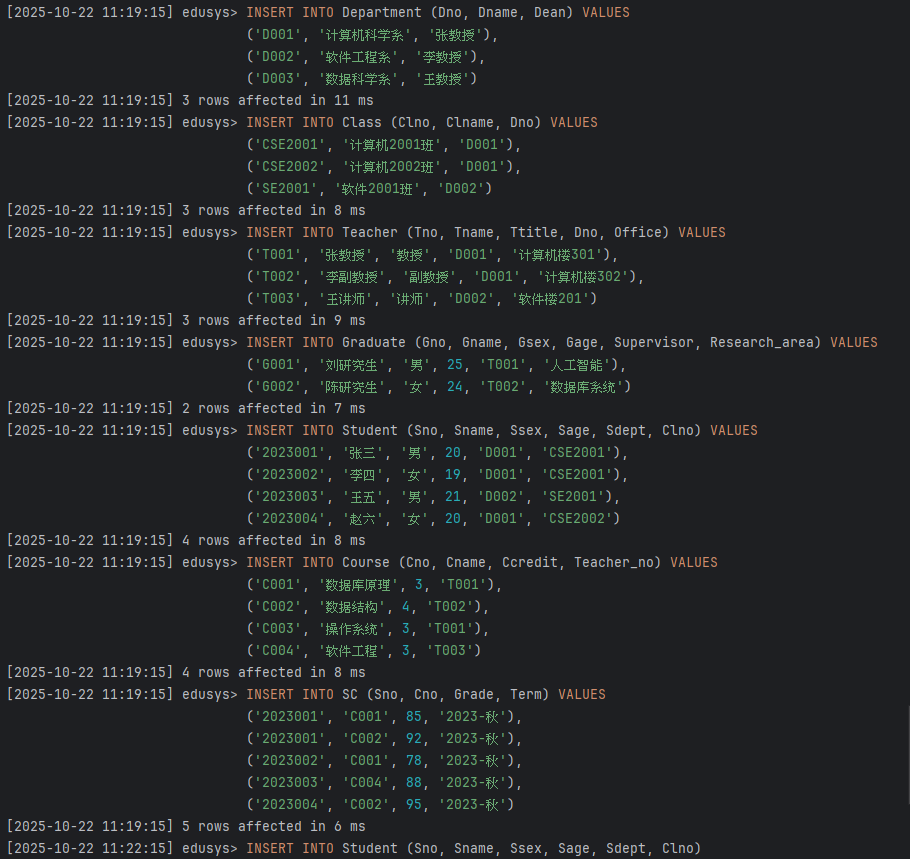 [2025-10-22 11:19:15] edusys> INSERT INTO Department (Dno, Dname, Dean) VALUES
('D001', '计算机科学系', '张教授'),
('D002', '软件工程系', '李教授'),
('D003', '数据科学系', '王教授')
[2025-10-22 11:19:15] 3 rows affected in 11 ms
[2025-10-22 11:19:15] edusys> INSERT INTO Class (Clno, Clname, Dno) VALUES
('CSE2001', '计算机2001班', 'D001'),
('CSE2002', '计算机2002班', 'D001'),
('SE2001', '软件2001班', 'D002')
[2025-10-22 11:19:15] 3 rows affected in 8 ms
[2025-10-22 11:19:15] edusys> INSERT INTO Teacher (Tno, Tname, Ttitle, Dno, Office) VALUES
('T001', '张教授', '教授', 'D001', '计算机楼301'),
('T002', '李副教授', '副教授', 'D001', '计算机楼302'),
('T003', '王讲师', '讲师', 'D002', '软件楼201')
[2025-10-22 11:19:15] 3 rows affected in 9 ms
[2025-10-22 11:19:15] edusys> INSERT INTO Graduate (Gno, Gname, Gsex, Gage, Supervisor, Research_area) VALUES
('G001', '刘研究生', '男', 25, 'T001', '人工智能'),
('G002', '陈研究生', '女', 24, 'T002', '数据库系统')
[2025-10-22 11:19:15] 2 rows affected in 7 ms
[2025-10-22 11:19:15] edusys> INSERT INTO Student (Sno, Sname, Ssex, Sage, Sdept, Clno) VALUES
('2023001', '张三', '男', 20, 'D001', 'CSE2001'),
('2023002', '李四', '女', 19, 'D001', 'CSE2001'),
('2023003', '王五', '男', 21, 'D002', 'SE2001'),
('2023004', '赵六', '女', 20, 'D001', 'CSE2002')
[2025-10-22 11:19:15] 4 rows affected in 8 ms
[2025-10-22 11:19:15] edusys> INSERT INTO Course (Cno, Cname, Ccredit, Teacher_no) VALUES
('C001', '数据库原理', 3, 'T001'),
('C002', '数据结构', 4, 'T002'),
('C003', '操作系统', 3, 'T001'),
('C004', '软件工程', 3, 'T003')
[2025-10-22 11:19:15] 4 rows affected in 8 ms
[2025-10-22 11:19:15] edusys> INSERT INTO SC (Sno, Cno, Grade, Term) VALUES
('2023001', 'C001', 85, '2023-秋'),
('2023001', 'C002', 92, '2023-秋'),
('2023002', 'C001', 78, '2023-秋'),
('2023003', 'C004', 88, '2023-秋'),
('2023004', 'C002', 95, '2023-秋')
[2025-10-22 11:19:15] 5 rows affected in 6 ms
[2025-10-22 11:22:15] edusys> INSERT INTO Student (Sno, Sname, Ssex, Sage, Sdept, Clno)